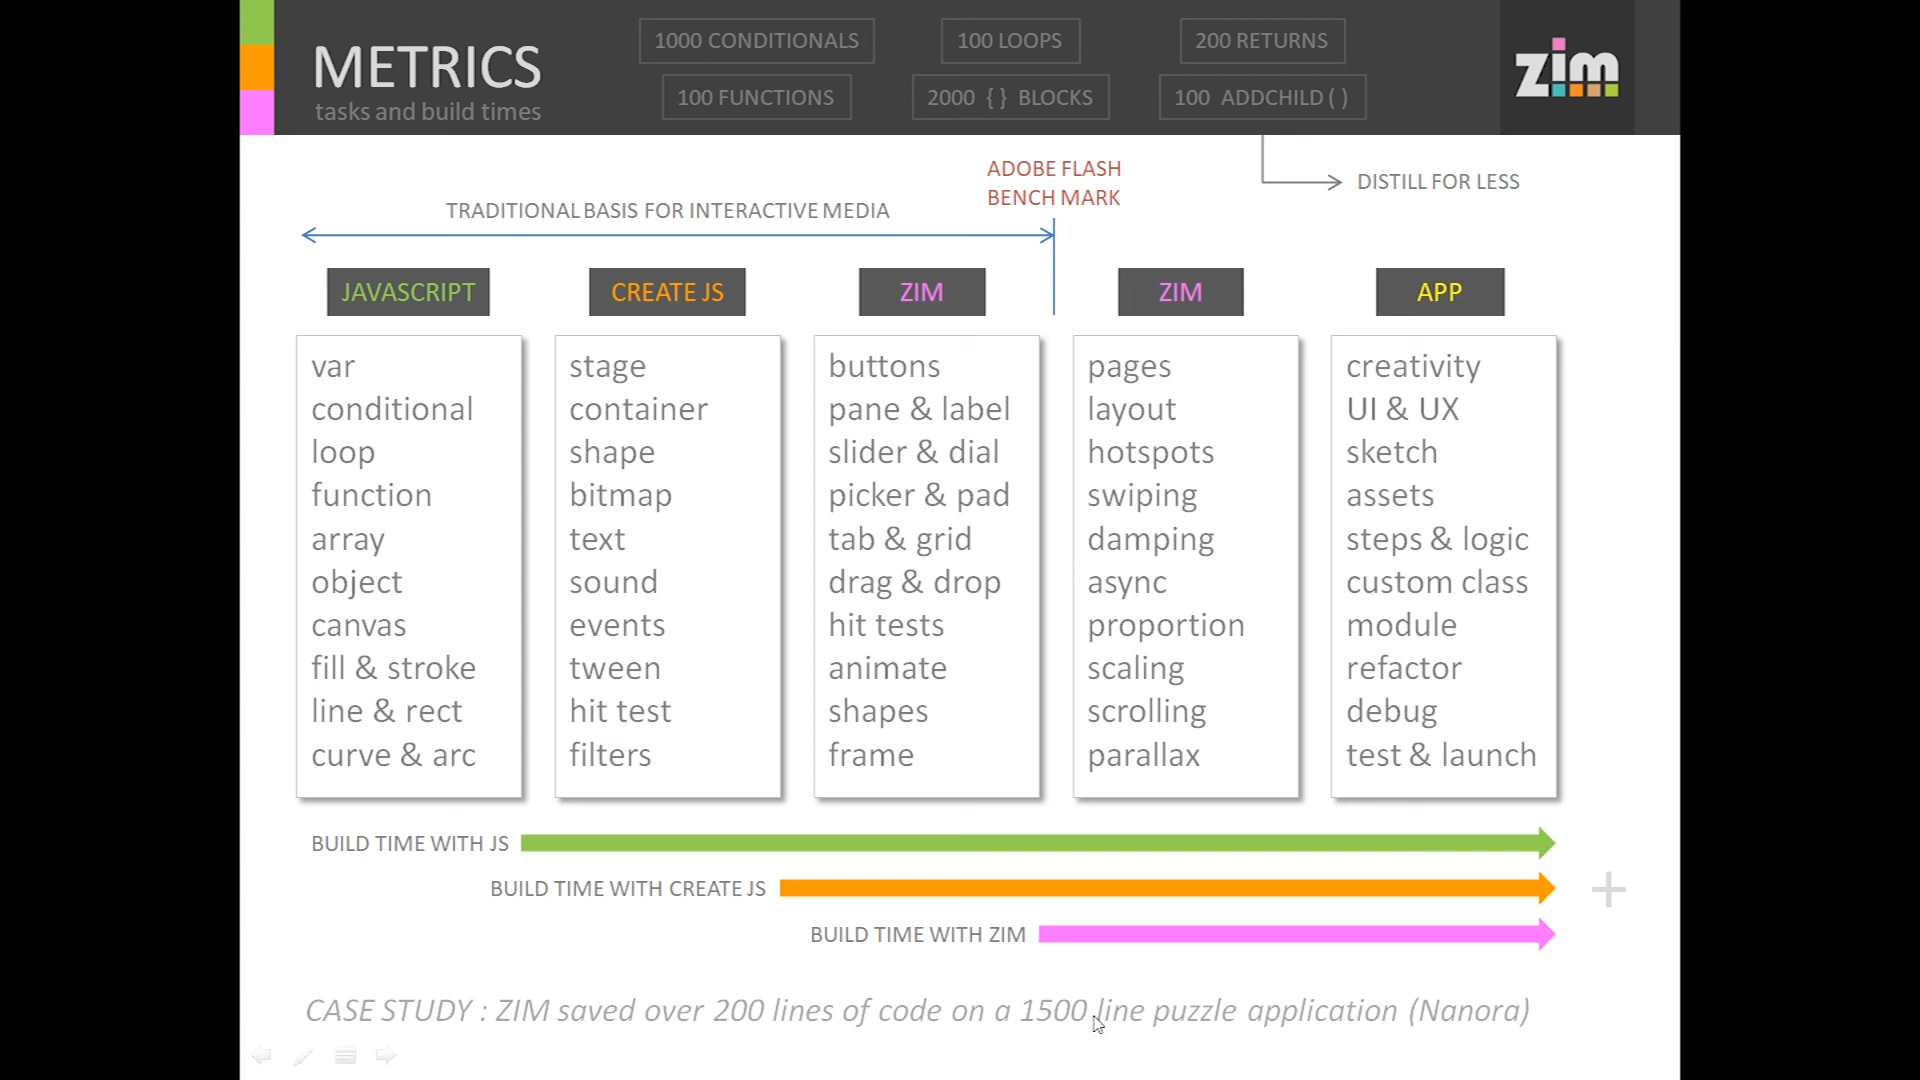 METRICS
tasks and build times
1000 CONDITIONALS
100 LOOPS
200 RETURNS
100 FUNCTIONS
2000 { } BLOCKS
100 ADDCHILD ( )
zim
ADOBE FLASH
BENCH MARK
DISTILL FOR LESS
TRADITIONAL BASIS FOR INTERACTIVE MEDIA
JAVASCRIPT
var
conditional
loop
function
array
object
canvas
fill & stroke
line & rect
curve & arc
CREATE JS
stage
container
shape
bitmap
text
sound
events
tween
hit test
filters
ZIM
buttons
pane & label
slider & dial
picker & pad
tab & grid
drag & drop
hit tests
animate
shapes
frame
ZIM
pages
layout
hotspots
swiping
damping
async
proportion
scaling
scrolling
parallax
APP
creativity
UI & UX
sketch
assets
steps & logic
custom class
module
refactor
debug
test & launch
BUILD TIME WITH JS
BUILD TIME WITH CREATE JS
+
BUILD TIME WITH ZIM
CASE STUDY : ZIM saved over 200 lines of code on a 1500 line puzzle application (Nanora)